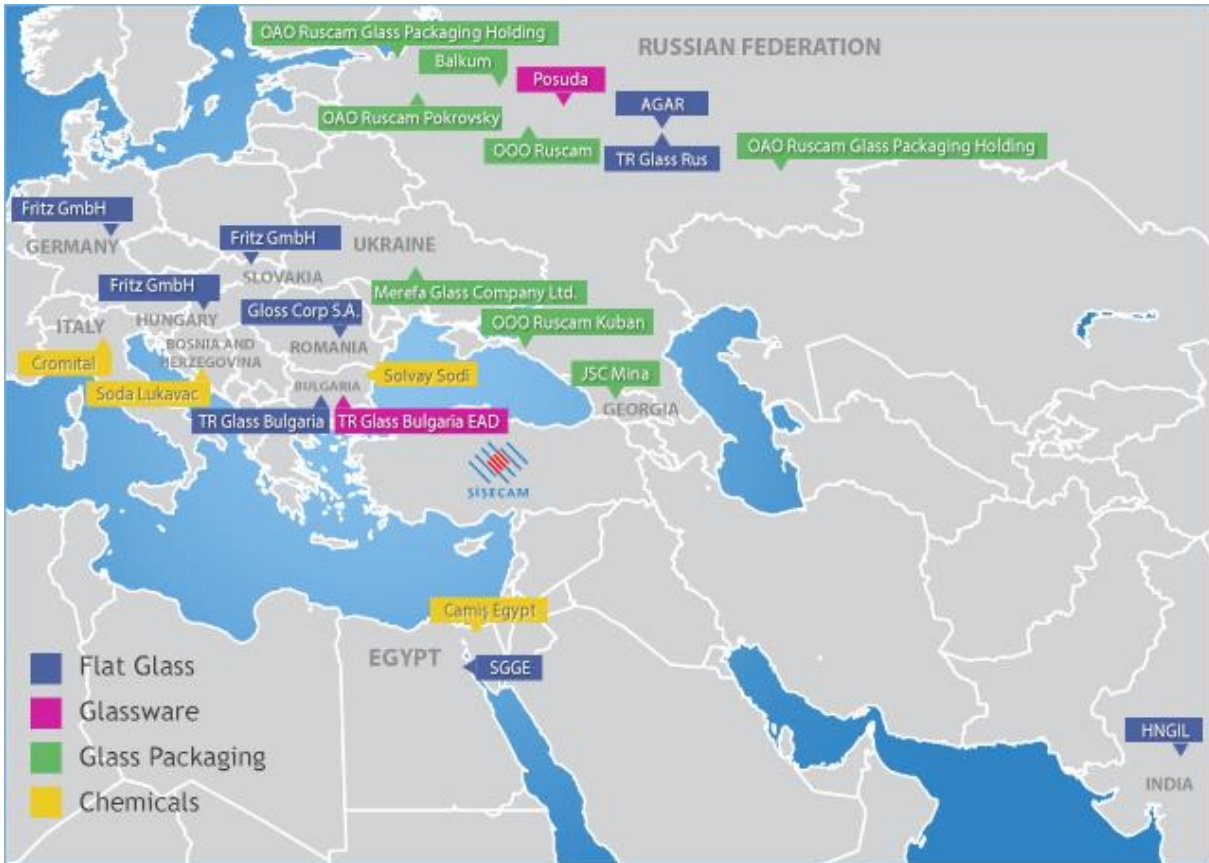 OAO Ruscam Glass Packaging Holding
RUSSIAN FEDERATION
Balkum
Posuda
AGAR
OAO Ruscam Pokrovsky
OOO Ruscam
TR Glass Rus
OAO Ruscam Glass Packaging Holding
Fritz GmbH
GERMANY
Fritz GmbH
UKRAINE
SLOVAKIA
Fritz GmbH
Merefa Glass Company Ltd.
HUNGARY
Gloss Corp S.A.
OOO Ruscam Kuban
ITALY
BOSNIA AND
HERZEGOVINA
ROMANIA
Cromital
Solvay Sodi
JSC Mina
Soda Lukavac
BULGARIA
GEORGIA
TR Glass Bulgaria
TR Glass Bulgaria EAD
SISECAM
Camiş Egypt
EGYPT
SGGE
Flat Glass
Glassware
Glass Packaging
Chemicals
HNGIL
INDIA